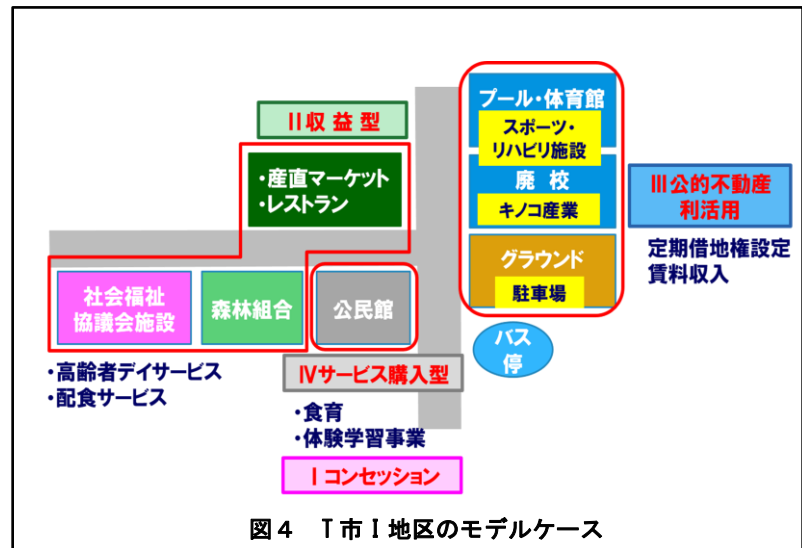 II収益型
・産直マーケット
・レストラン
社会福祉
協議会施設
森林組合
公民館
・高齢者デイサービス
・配食サービス
IVサービス購入型
・食育
・体験学習事業
Iコンセッション
プール・体育館
スポーツ・
リハビリ施設
廃校
キノコ産業
グラウンド
駐車場
バス
停
III公的不動産
利活用
定期借地権設定
賃料収入
図4 T市I地区のモデルケース